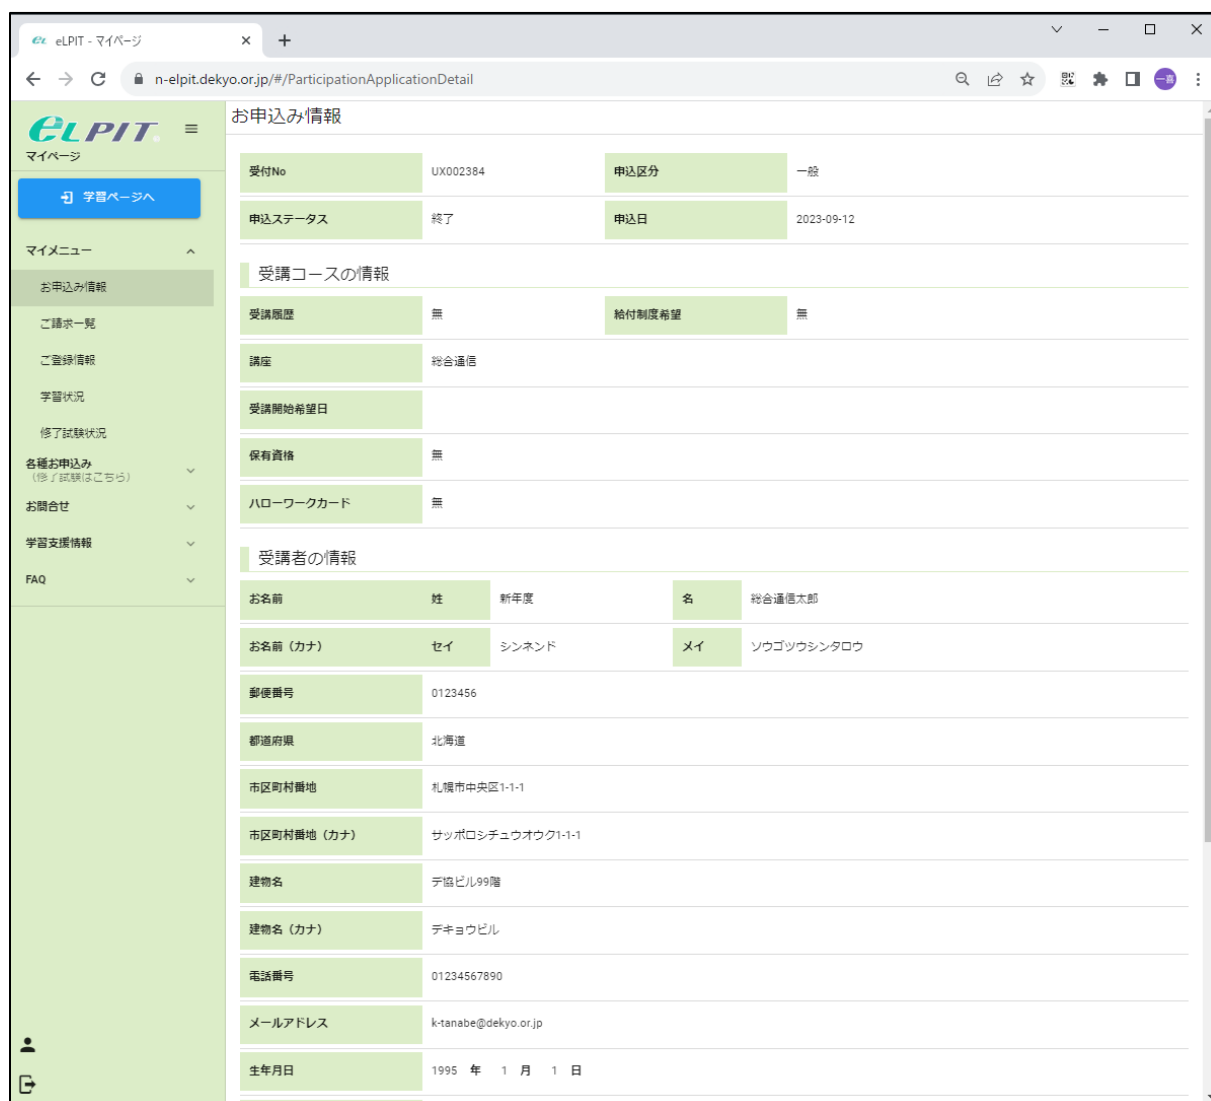 eLPIT - マイページ
n-elpit.dekyo.or.jp/#/ParticipationApplicationDetail
一喜
eLPIT
マイページ
学習ページへ
マイメニュー
お申込み情報
ご請求一覧
ご登録情報
学習状況
修了試験状況
各種お申込み
（修了試験はこちら）
お問合せ
学習支援情報
FAQ
お申込み情報
受付No UX002384 申込区分 一般
申込ステータス 終了 申込日 2023-09-12
受講コースの情報
受講履歴 無 給付制度希望 無
講座 総合通信
受講開始希望日
保有資格 無
ハローワークカード 無
受講者の情報
お名前 姓 新年度 名 総合通信太郎
お名前（カナ） セイ シンネンド メイ ソウゴツウシンタロウ
郵便番号 0123456
都道府県 北海道
市区町村番地 札幌市中央区1-1-1
市区町村番地（カナ） サッポロシチュウオウク1-1-1
建物名 デ協ビル99階
建物名（カナ） デキョウビル
電話番号 01234567890
メールアドレス k-tanabe@dekyo.or.jp
生年月日 1995 年 1 月 1 日